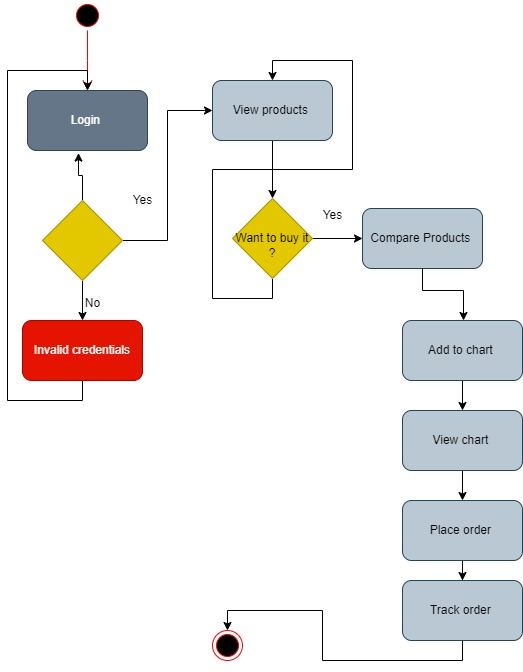 Login
View products
Yes
Yes
Want to buy it
?
Compare Products
No
Invalid credentials
Add to chart
View chart
Place order
Track order